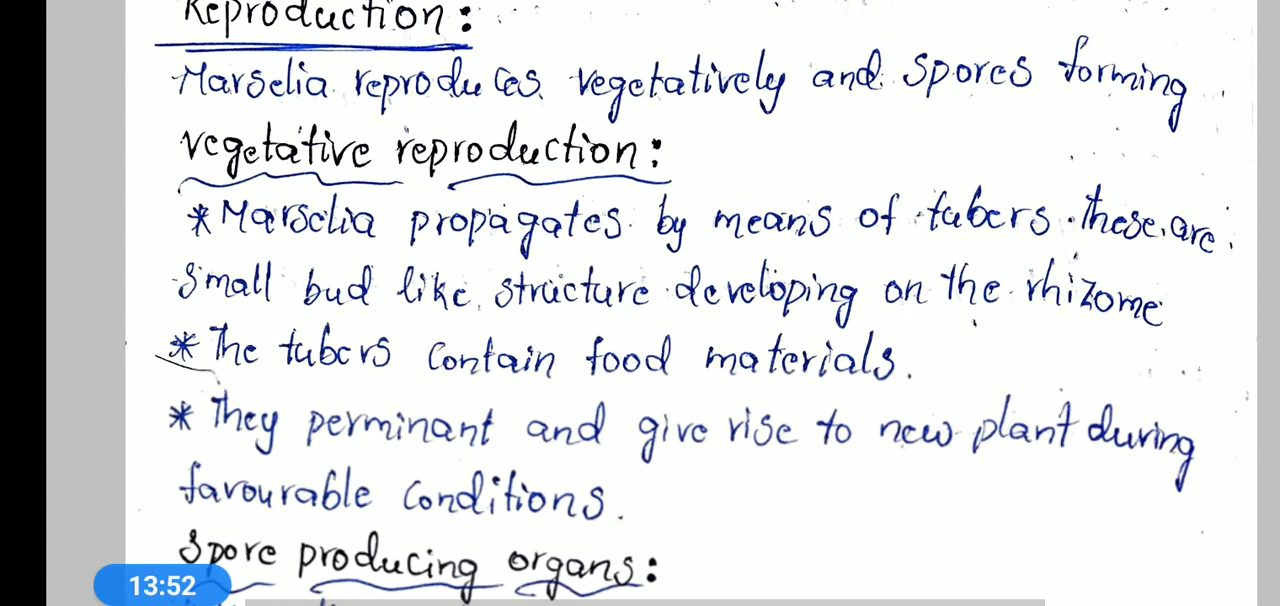 Reproduction:
Marselia reproduces vegetatively and spores forming
vegetative reproduction:
*Marselia propagates by means of tubers. these are
small bud like structure developing on the rhizome
*The tubers contain food materials.
*They perminant and give rise to new plant during
favourable conditions.
Spore producing organs:
13:52